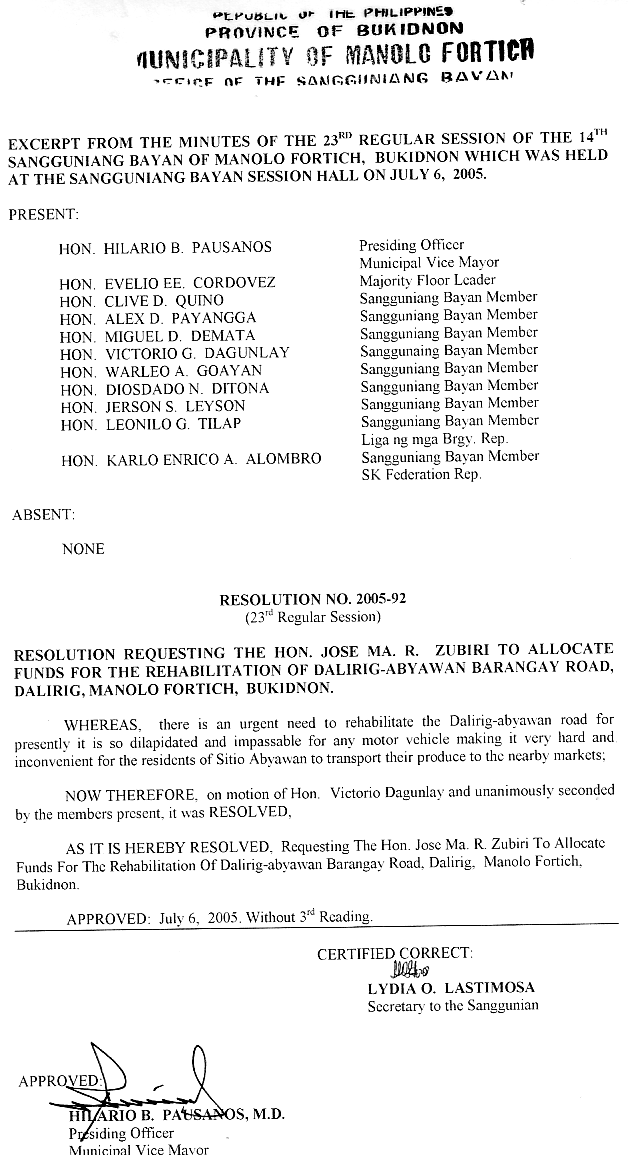 REPUBLIC OF THE PHILIPPINES
PROVINCE OF BUKIDNON
MUNICIPALITY OF MANOLO FORTICH
OFFICE OF THE SANGGUNIANG BAYAN
EXCERPT FROM THE MINUTES OF THE 23RD REGULAR SESSION OF THE 14TH
SANGGUNIANG BAYAN OF MANOLO FORTICH, BUKIDNON WHICH WAS HELD
AT THE SANGGUNIANG BAYAN SESSION HALL ON JULY 6, 2005.
PRESENT:
HON. HILARIO B. PAUSANOS Presiding Officer
Municipal Vice Mayor
HON. EVELIO EE. CORDOVEZ Majority Floor Leader
HON. CLIVE D. QUINO Sangguniang Bayan Member
HON. ALEX D. PAYANGGA Sangguniang Bayan Member
HON. MIGUEL D. DEMATA Sangguniang Bayan Member
HON. VICTORIO G. DAGUNLAY Sanggunaing Bayan Member
HON. WARLEO A. GOAYAN Sangguniang Bayan Member
HON. DIOSDADO N. DITONA Sangguniang Bayan Member
HON. JERSON S. LEYSON Sangguniang Bayan Member
HON. LEONILO G. TILAP Sangguniang Bayan Member
Liga ng mga Brgy. Rep.
HON. KARLO ENRICO A. ALOMBRO Sangguniang Bayan Member
SK Federation Rep.
ABSENT:
NONE
RESOLUTION NO. 2005-92
(23rd Regular Session)
RESOLUTION REQUESTING THE HON. JOSE MA. R. ZUBIRI TO ALLOCATE
FUNDS FOR THE REHABILITATION OF DALIRIG-ABYAWAN BARANGAY ROAD,
DALIRIG, MANOLO FORTICH, BUKIDNON.
WHEREAS, there is an urgent need to rehabilitate the Dalirig-abyawan road for
presently it is so dilapidated and impassable for any motor vehicle making it very hard and
inconvenient for the residents of Sitio Abyawan to transport their produce to the nearby markets;
NOW THEREFORE, on motion of Hon. Victorio Dagunlay and unanimously seconded
by the members present, it was RESOLVED,
AS IT IS HEREBY RESOLVED, Requesting The Hon. Jose Ma. R. Zubiri To Allocate
Funds For The Rehabilitation Of Dalirig-abyawan Barangay Road, Dalirig, Manolo Fortich,
Bukidnon.
APPROVED: July 6, 2005. Without 3rd Reading.
CERTIFIED CORRECT:
LYDIA O. LASTIMOSA
Secretary to the Sanggunian
APPROVED:
HILARIO B. PAUSANOS, M.D.
Presiding Officer
Municipal Vice Mayor